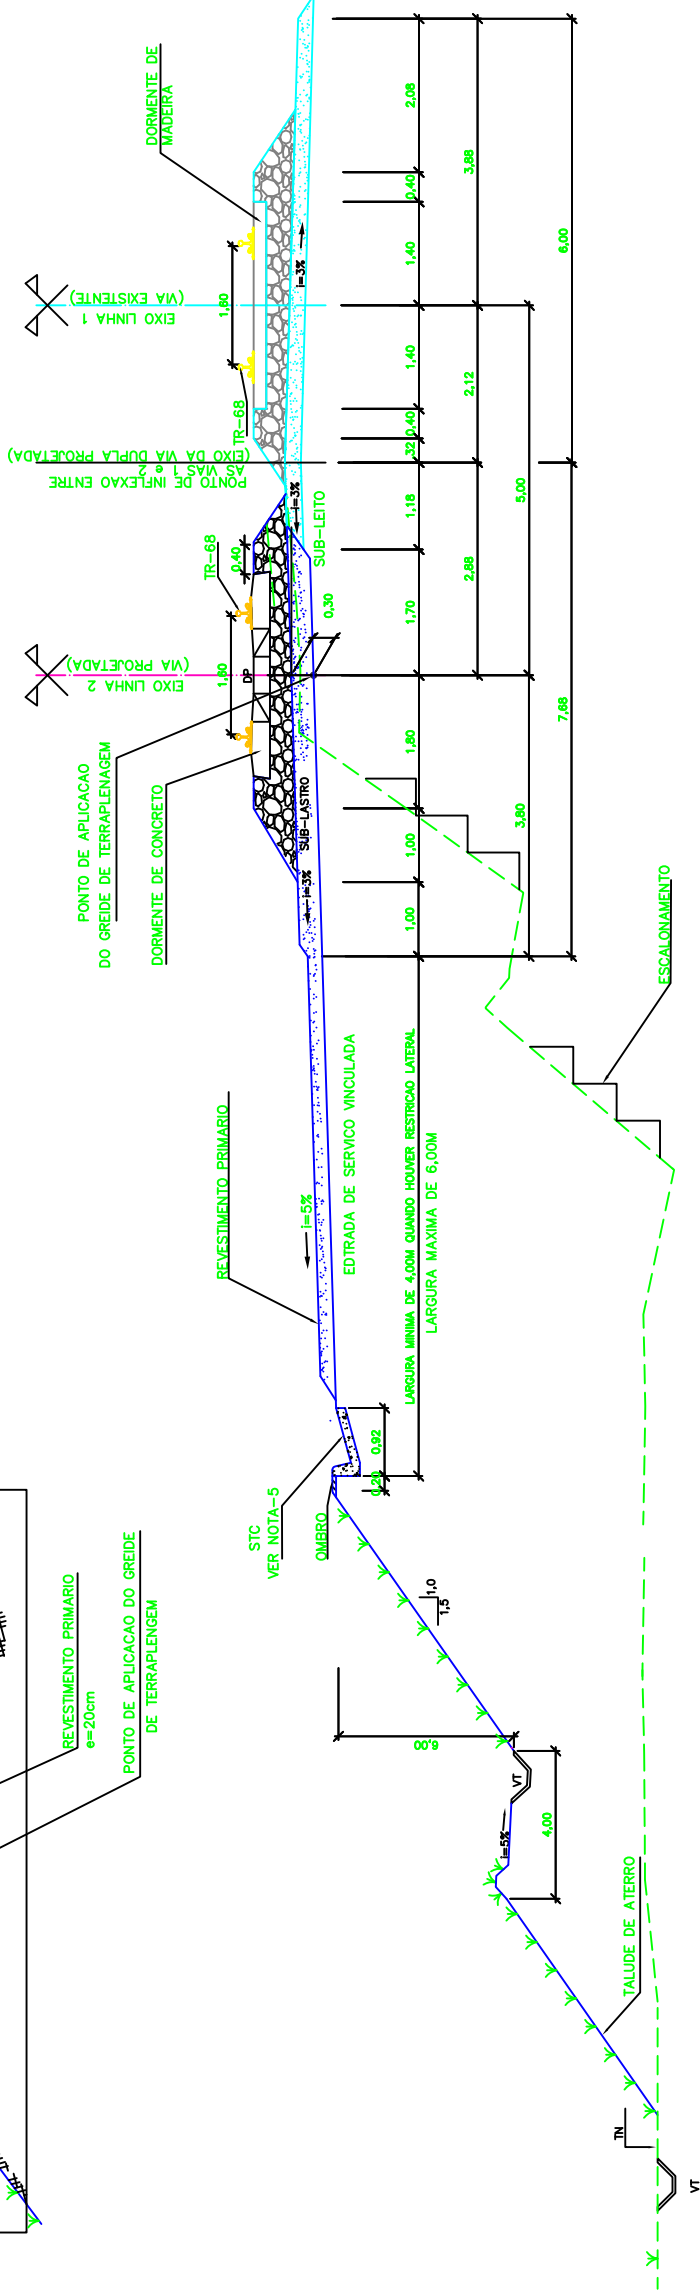 DORMENTE DE
MADEIRA
EIXO LINHA 1
(VIA EXISTENTE)
1,60
TR-68
i=3%
PONTO DE INFLEXAO ENTRE
AS VIAS 1 e 2
(EIXO DA VIA DUPLA PROJETADA)
TR-68
0,40
i=3%
SUB-LEITO
0,30
EIXO LINHA 2
(VIA PROJETADA)
1,60
DP
PONTO DE APLICACAO
DO GREIDE DE TERRAPLENAGEM
DORMENTE DE CONCRETO
SUB-LASTRO
i=3%
2,08
0,40
1,40
1,40
0,40
,32
1,18
1,70
1,80
1,00
1,00
3,88
2,12
2,88
5,00
3,80
6,00
7,68
ESCALONAMENTO
REVESTIMENTO PRIMARIO
i=5%
EDTRADA DE SERVICO VINCULADA
LARGURA MINIMA DE 4,00M QUANDO HOUVER RESTRICAO LATERAL
LARGURA MAXIMA DE 6,00M
0,92
0,20
STC
VER NOTA-5
OMBRO
1,0
1,5
6,00
VT
i=5%
4,00
TALUDE DE ATERRO
TN
VT
REVESTIMENTO PRIMARIO
e=20cm
PONTO DE APLICACAO DO GREIDE
DE TERRAPLENGEM